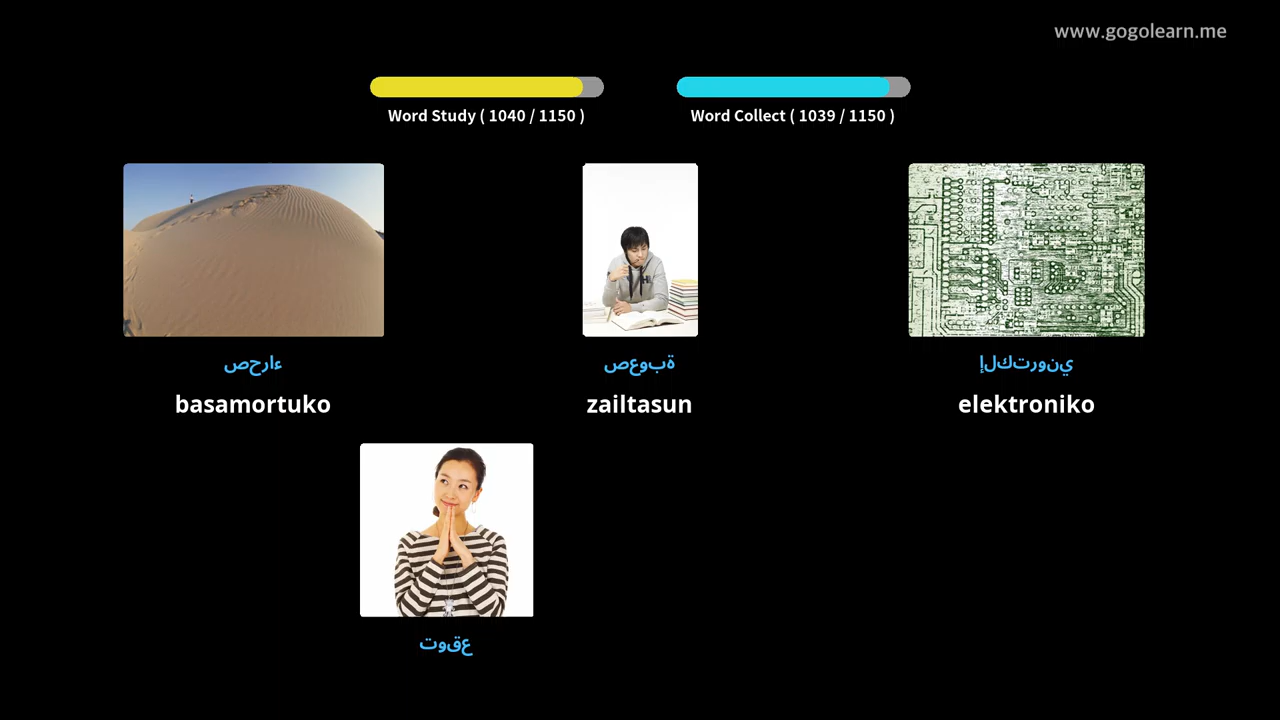 www.gogolearn.me
Word Study ( 1040 / 1150 )
Word Collect ( 1039 / 1150 )
صحراء
صعوبة
إلكتروني
basamortuko
zailtasun
elektroniko
توقع